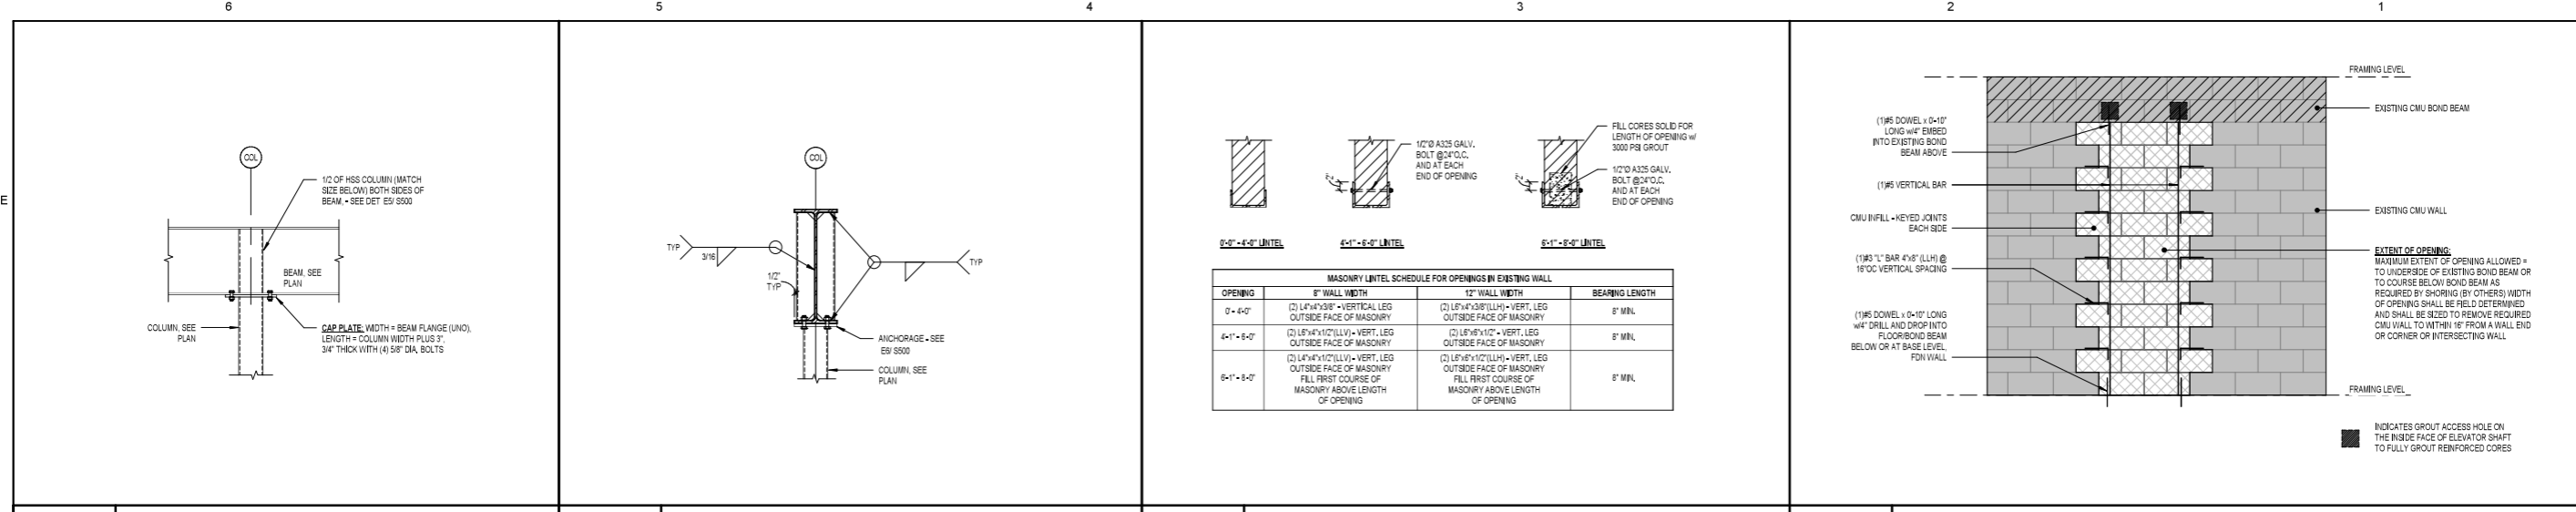 6
5
4
3
2
1
E
COL
1/2 OF HSS COLUMN (MATCH
SIZE BELOW) BOTH SIDES OF
BEAM, - SEE DET E5/ S500
BEAM, SEE
PLAN
COLUMN, SEE
PLAN
CAP PLATE: WIDTH = BEAM FLANGE (UNO),
LENGTH = COLUMN WIDTH PLUS 3",
3/4" THICK WITH (4) 5/8" DIA. BOLTS
COL
TYP
3/16
1/2"
TYP
TYP
ANCHORAGE - SEE
E6/ S500
COLUMN, SEE
PLAN
1/2"Ø A325 GALV.
BOLT @24"O.C.
AND AT EACH
END OF OPENING
FILL CORES SOLID FOR
LENGTH OF OPENING w/
3000 PSI GROUT
1/2"Ø A325 GALV.
BOLT @24"O.C.
AND AT EACH
END OF OPENING
0'-0" - 4'-0" LINTEL
4'-1" - 6'-0" LINTEL
6'-1" - 8'-0" LINTEL
MASONRY LINTEL SCHEDULE FOR OPENINGS IN EXISTING WALL
OPENING 8" WALL WIDTH 12" WALL WIDTH BEARING LENGTH
0' - 4'-0" (2) L4"x4"x3/8" - VERTICAL LEG OUTSIDE FACE OF MASONRY (2) L6"x4"x3/8"(LLH) - VERT. LEG OUTSIDE FACE OF MASONRY 8" MIN.
4'-1" - 6'-0" (2) L6"x4"x1/2"(LLV) - VERT. LEG OUTSIDE FACE OF MASONRY (2) L6"x6"x1/2" - VERT. LEG OUTSIDE FACE OF MASONRY 8" MIN.
6'-1" - 8'-0" (2) L4"x4"x1/2"(LLV) - VERT. LEG OUTSIDE FACE OF MASONRY FILL FIRST COURSE OF MASONRY ABOVE LENGTH OF OPENING (2) L6"x6"x1/2"(LLH) - VERT. LEG OUTSIDE FACE OF MASONRY FILL FIRST COURSE OF MASONRY ABOVE LENGTH OF OPENING 8" MIN.
FRAMING LEVEL
(1)#5 DOWEL x 0'-10"
LONG w/4" EMBED
INTO EXISTING BOND
BEAM ABOVE
(1)#5 VERTICAL BAR
CMU INFILL - KEYED JOINTS
EACH SIDE
(1)#3 "L" BAR 4"x8" (LLH) @
16"OC VERTICAL SPACING
(1)#5 DOWEL x 0'-10" LONG
w/4" DRILL AND DROP INTO
FLOOR/BOND BEAM
BELOW OR AT BASE LEVEL,
FDN WALL
EXISTING CMU BOND BEAM
EXISTING CMU WALL
EXTENT OF OPENING:
MAXIMUM EXTENT OF OPENING ALLOWED =
TO UNDERSIDE OF EXISTING BOND BEAM OR
TO COURSE BELOW BOND BEAM AS
REQUIRED BY SHORING (BY OTHERS) WIDTH
OF OPENING SHALL BE FIELD DETERMINED
AND SHALL BE SIZED TO REMOVE REQUIRED
CMU WALL TO WITHIN 16" FROM A WALL END
OR CORNER OR INTERSECTING WALL
FRAMING LEVEL
INDICATES GROUT ACCESS HOLE ON
THE INSIDE FACE OF ELEVATOR SHAFT
TO FULLY GROUT REINFORCED CORES